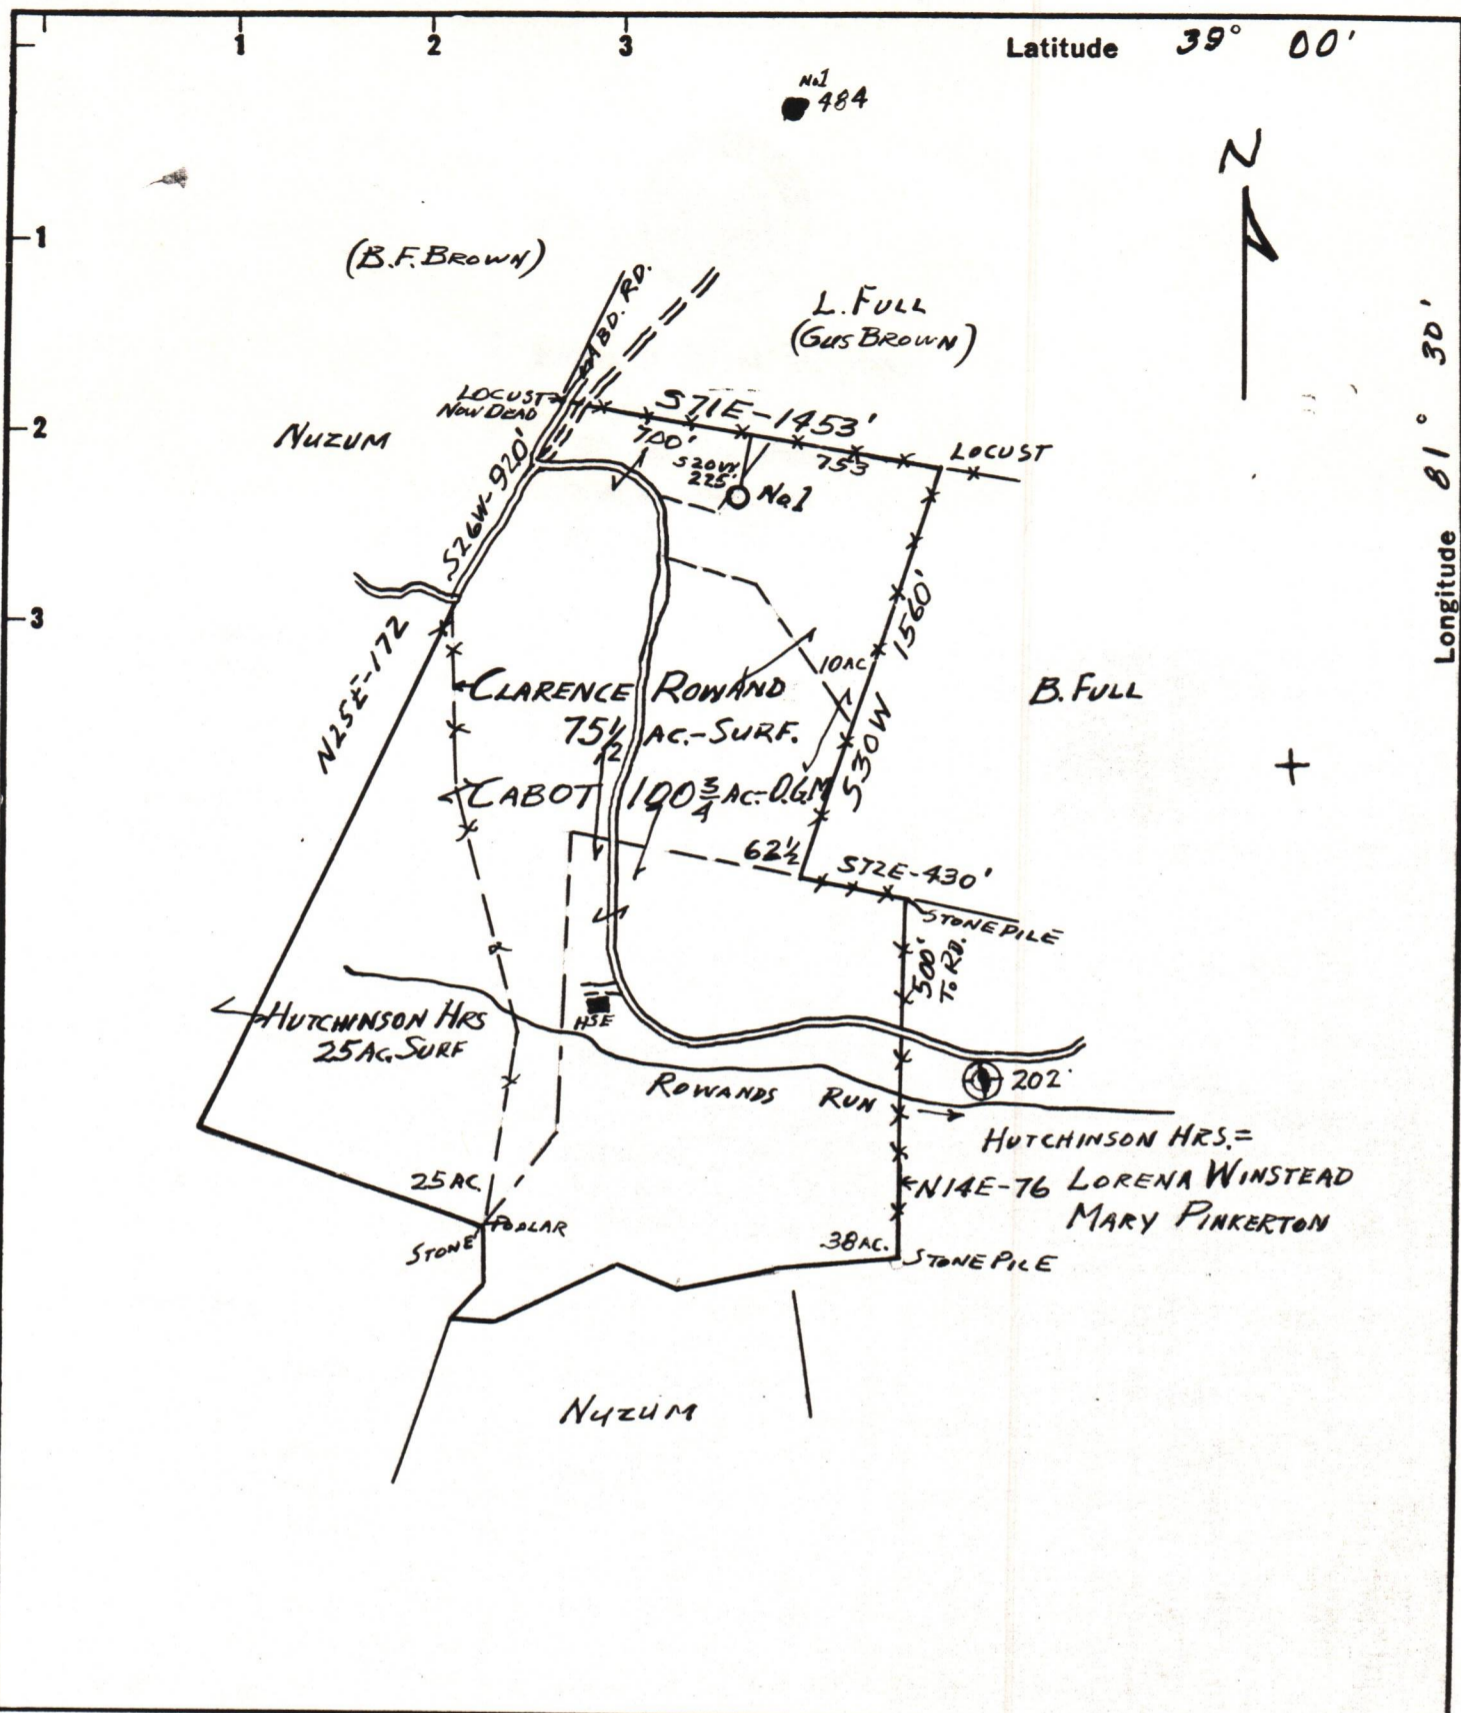 1 2 3
Latitude 39° 00'
No1
484
N
1
(B.F. BROWN)
ABD. RD.
L. FULL
(GUS BROWN)
Longitude 81° 30'
LOCUST
NOW DEAD
S71E-1453'
2
NUZUM
700'
753
LOCUST
S20W
225'
No1
S26W-920'
3
N25E-172
1560'
S30W
10AC
CLARENCE ROWAND
75 1/2 AC.-SURF.
B. FULL
CABOT 100 3/4 AC.-O.G.M
62 1/2
S72E-430'
STONE PILE
500'
TO RD.
HUTCHINSON HRS
25 AC. SURF
HSE
202
ROWANDS RUN
HUTCHINSON HRS.=
N14E-76 LORENA WINSTEAD
MARY PINKERTON
25 AC.
POPLAR
STONE
38 AC.
STONE PILE
NUZUM